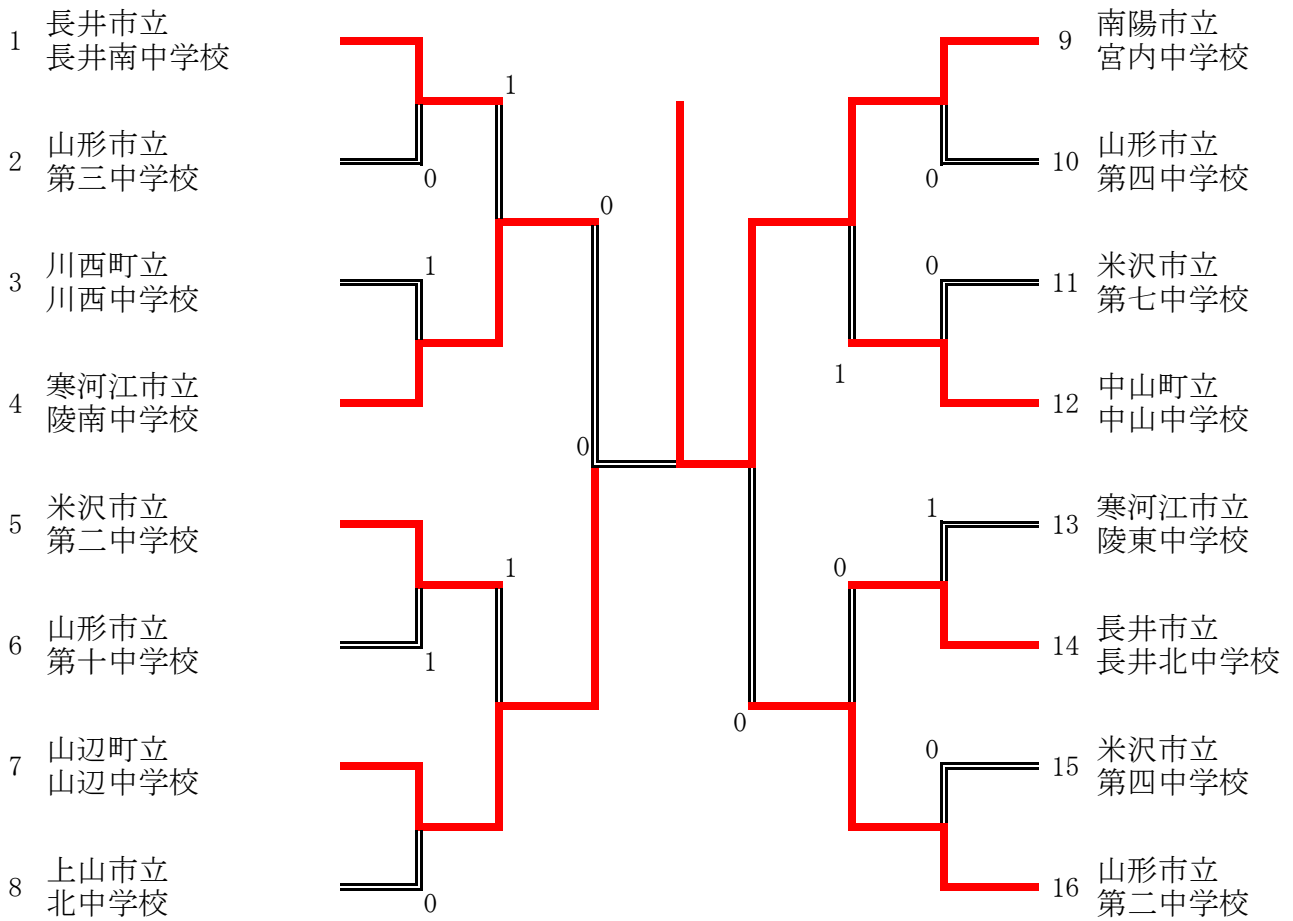 1
長井市立
長井南中学校
2
山形市立
第三中学校
3
川西町立
川西中学校
4
寒河江市立
陵南中学校
5
米沢市立
第二中学校
6
山形市立
第十中学校
7
山辺町立
山辺中学校
8
上山市立
北中学校
1
0
1
0
0
1
1
0
9
南陽市立
宮内中学校
10
山形市立
第四中学校
11
米沢市立
第七中学校
12
中山町立
中山中学校
13
寒河江市立
陵東中学校
14
長井市立
長井北中学校
15
米沢市立
第四中学校
16
山形市立
第二中学校
0
0
1
1
0
0
0